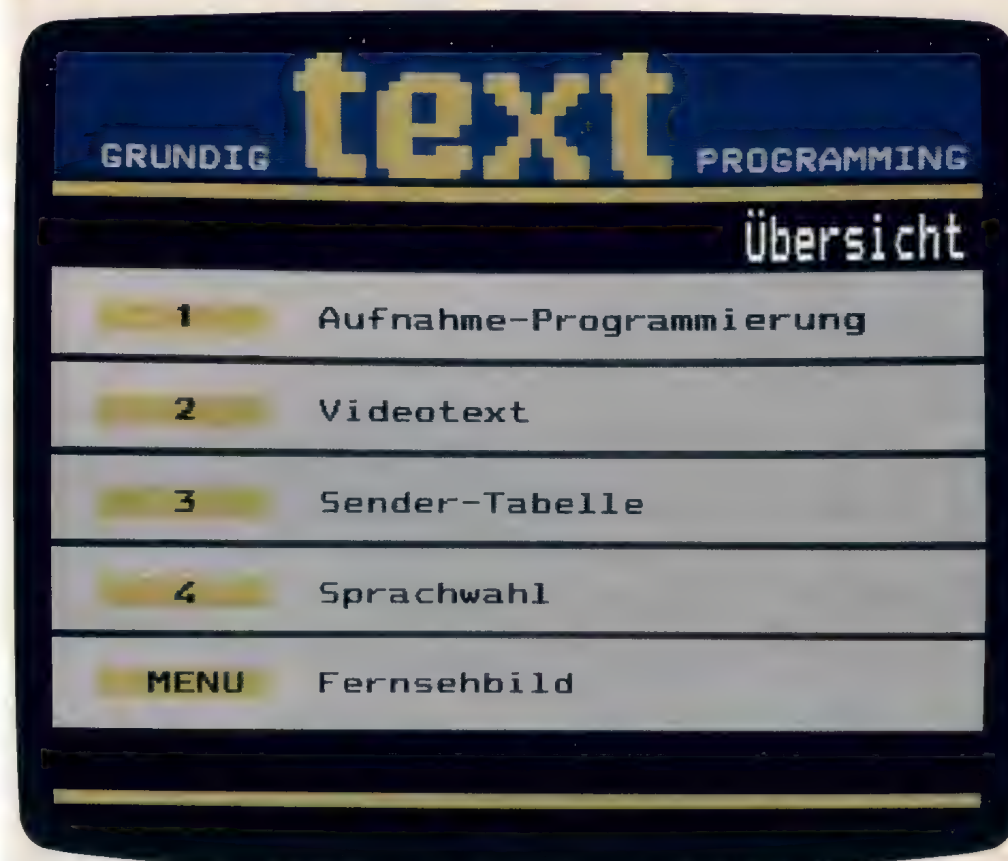 GRUNDIG text PROGRAMMING
Übersicht
1 Aufnahme-Programmierung
2 Videotext
3 Sender-Tabelle
4 Sprachwahl
MENU Fernsehbild